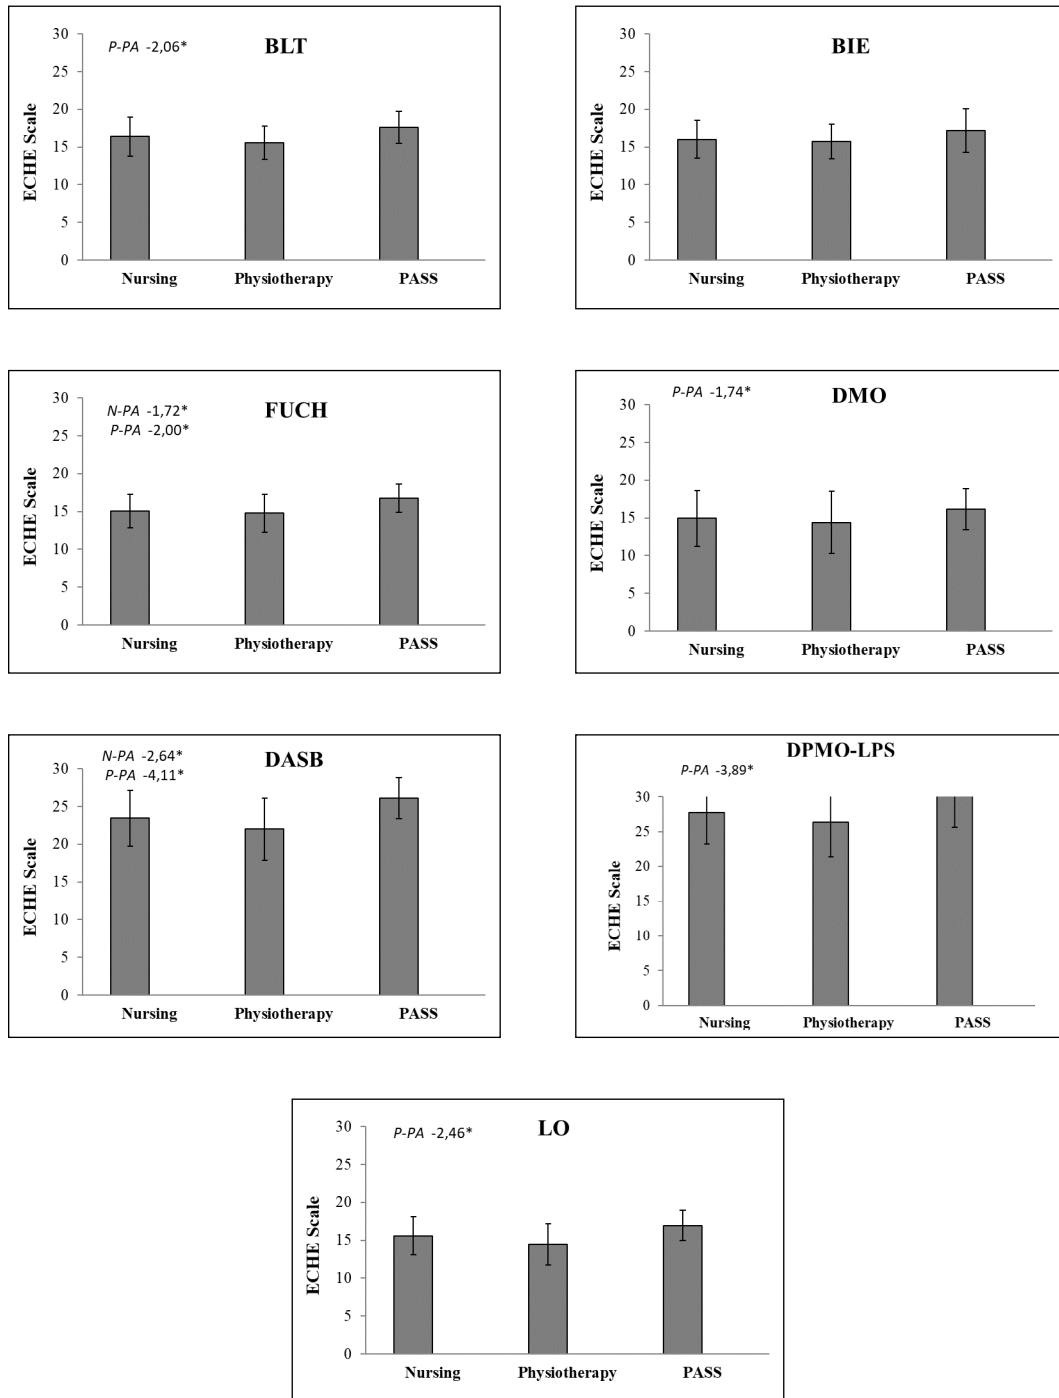 P-PA -2,06*
BLT
ECHE Scale
30
25
20
15
10
5
0
Nursing Physiotherapy PASS
BIE
ECHE Scale
30
25
20
15
10
5
0
Nursing Physiotherapy PASS
N-PA -1,72*
P-PA -2,00*
FUCH
ECHE Scale
30
25
20
15
10
5
0
Nursing Physiotherapy PASS
P-PA -1,74*
DMO
ECHE Scale
30
25
20
15
10
5
0
Nursing Physiotherapy PASS
N-PA -2,64*
P-PA -4,11*
DASB
ECHE Scale
30
25
20
15
10
5
0
Nursing Physiotherapy PASS
DPMO-LPS
P-PA -3,89*
ECHE Scale
30
25
20
15
10
5
0
Nursing Physiotherapy PASS
P-PA -2,46*
LO
ECHE Scale
30
25
20
15
10
5
0
Nursing Physiotherapy PASS